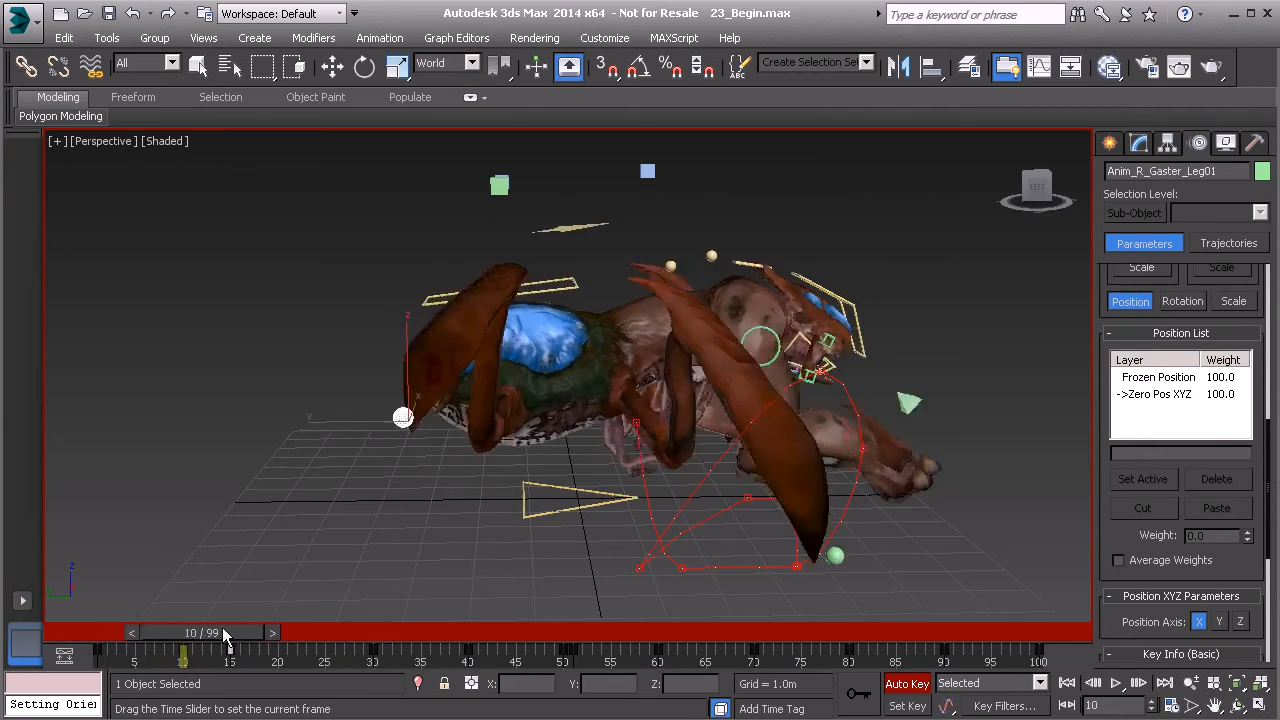 Workspace: Default
Autodesk 3ds Max 2014 x64 - Not for Resale 23_Begin.max
Type a keyword or phrase
Edit Tools Group Views Create Modifiers Animation Graph Editors Rendering Customize MAXScript Help
All World Create Selection Se
Modeling Freeform Selection Object Paint Populate
Polygon Modeling
[+] [Perspective] [Shaded]
LEFT
Anim_R_Gaster_Leg01
Selection Level:
Sub-Object
Parameters Trajectories
Scale Scale
Position Rotation Scale
- Position List
Layer Weight
Frozen Position 100.0
->Zero Pos XYZ 100.0
Set Active Delete
Cut Paste
Weight: 0.0
Average Weights
- Position XYZ Parameters
Position Axis: X Y Z
- Key Info (Basic)
z
x
Y
z
< 10 / 99 >
5 10 15 20 25 30 35 40 45 50 55 60 65 70 75 80 85 90 95 100
1 Object Selected X: Y: Z: Grid = 1.0m Auto Key Selected
Setting Orie Drag the Time Slider to set the current frame Add Time Tag Set Key Key Filters... 10